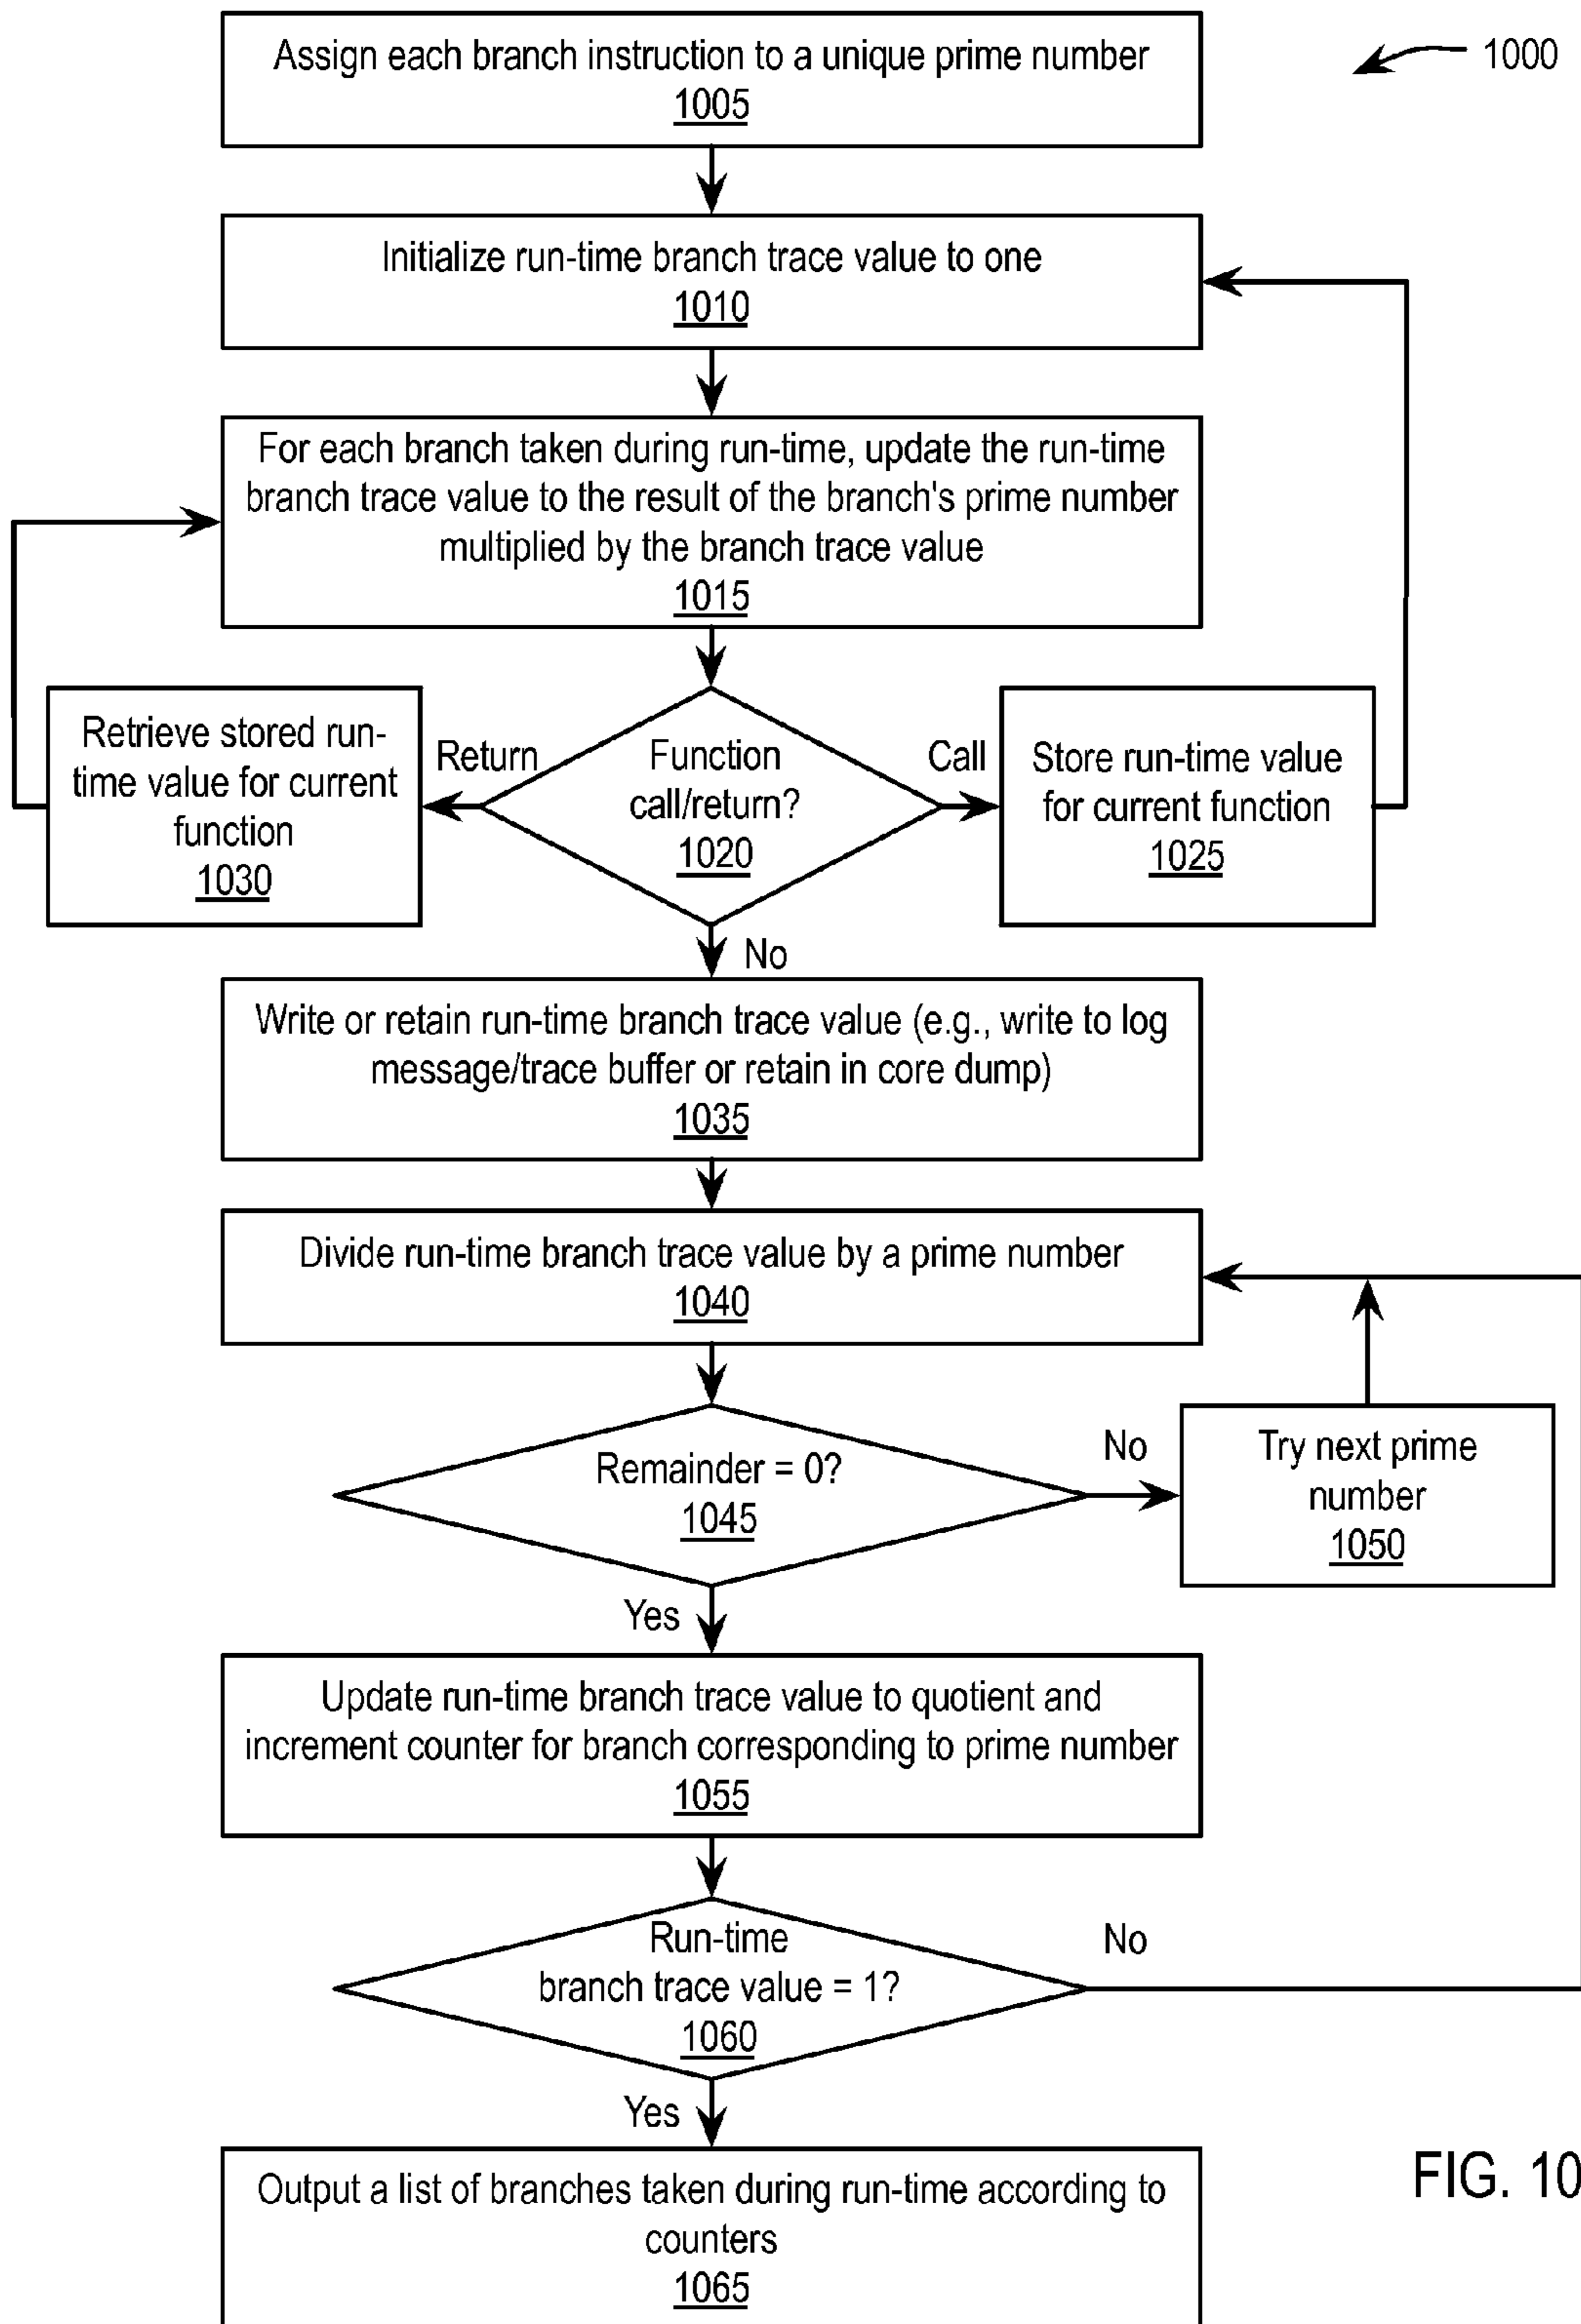 Assign each branch instruction to a unique prime number
1005
1000
Initialize run-time branch trace value to one
1010
For each branch taken during run-time, update the run-time
branch trace value to the result of the branch's prime number
multiplied by the branch trace value
1015
Retrieve stored run-
time value for current
function
1030
Return
Function
call/return?
1020
Call
Store run-time value
for current function
1025
No
Write or retain run-time branch trace value (e.g., write to log
message/trace buffer or retain in core dump)
1035
Divide run-time branch trace value by a prime number
1040
Remainder = 0?
1045
No
Try next prime
number
1050
Yes
Update run-time branch trace value to quotient and
increment counter for branch corresponding to prime number
1055
Run-time
branch trace value = 1?
1060
No
Yes
Output a list of branches taken during run-time according to
counters
1065
FIG. 10